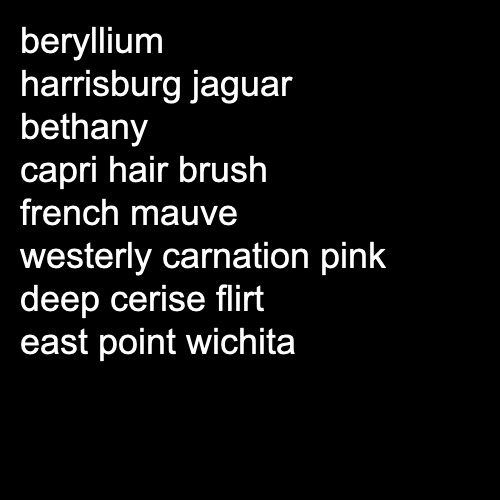 beryllium
harrisburg jaguar
bethany
capri hair brush
french mauve
westerly carnation pink
deep cerise flirt
east point wichita